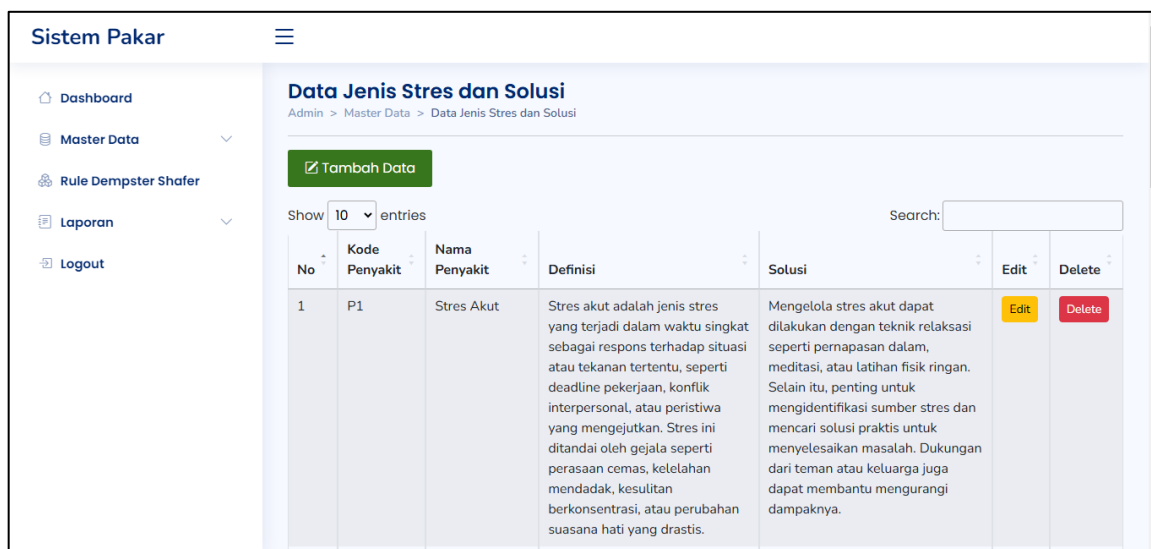 Sistem Pakar
Dashboard
Master Data
Rule Dempster Shafer
Laporan
Logout
Data Jenis Stres dan Solusi
Admin > Master Data > Data Jenis Stres dan Solusi
Tambah Data
Show 10 entries
Search:
No
Kode
Penyakit
Nama
Penyakit
Definisi
Solusi
Edit
Delete
1
P1
Stres Akut
Stres akut adalah jenis stres
yang terjadi dalam waktu singkat
sebagai respons terhadap situasi
atau tekanan tertentu, seperti
deadline pekerjaan, konflik
interpersonal, atau peristiwa
yang mengejutkan. Stres ini
ditandai oleh gejala seperti
perasaan cemas, kelelahan
mendadak, kesulitan
berkonsentrasi, atau perubahan
suasana hati yang drastis.
Mengelola stres akut dapat
dilakukan dengan teknik relaksasi
seperti pernapasan dalam,
meditasi, atau latihan fisik ringan.
Selain itu, penting untuk
mengidentifikasi sumber stres dan
mencari solusi praktis untuk
menyelesaikan masalah. Dukungan
dari teman atau keluarga juga
dapat membantu mengurangi
dampaknya.
Edit
Delete